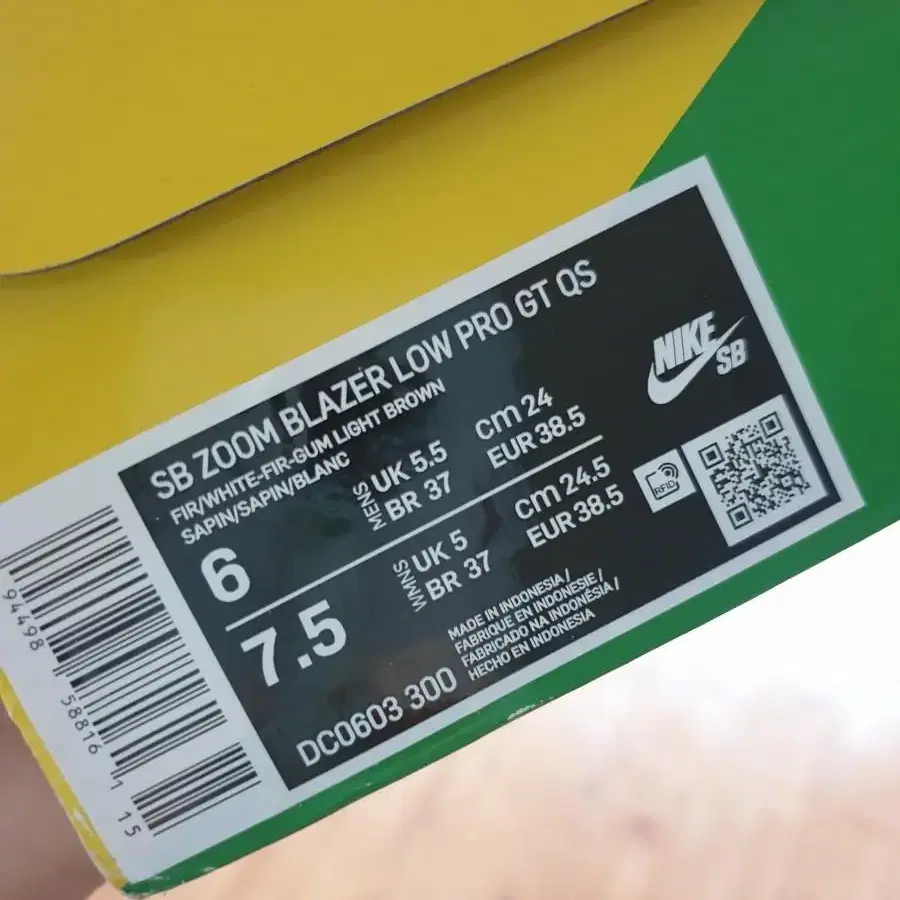 SB ZOOM BLAZER LOW PRO GT QS
FIR/WHITE-FIR-GUM LIGHT BROWN
SAPIN/SAPIN/BLANC
NIKE
SB
6
MENS
UK 5.5
BR 37
cm 24
EUR 38.5
7.5
WMNS
UK 5
BR 37
cm 24.5
EUR 38.5
RFID
DC0603 300
MADE IN INDONESIA/
FABRIQUE EN INDONESIE/
FABRICADO NA INDONÉSIA/
HECHO EN INDONESIA
94498 58816 1 15